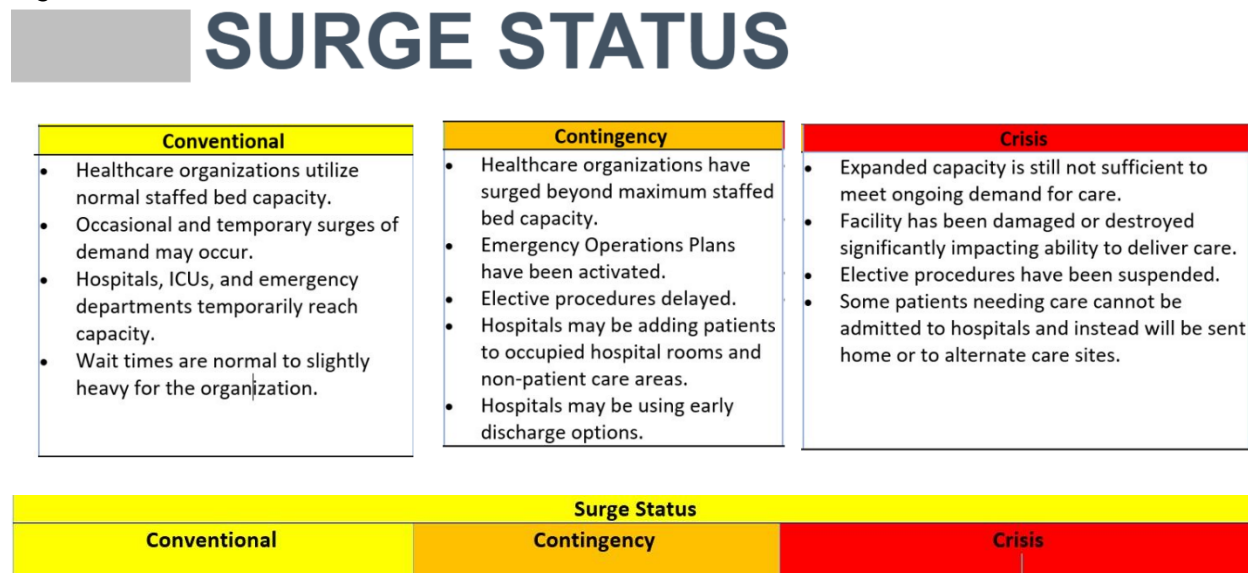 SURGE STATUS
Conventional
• Healthcare organizations utilize
normal staffed bed capacity.
• Occasional and temporary surges of
demand may occur.
• Hospitals, ICUs, and emergency
departments temporarily reach
capacity.
• Wait times are normal to slightly
heavy for the organization.
Contingency
• Healthcare organizations have
surged beyond maximum staffed
bed capacity.
• Emergency Operations Plans
have been activated.
• Elective procedures delayed.
• Hospitals may be adding patients
to occupied hospital rooms and
non-patient care areas.
• Hospitals may be using early
discharge options.
Crisis
• Expanded capacity is still not sufficient to
meet ongoing demand for care.
• Facility has been damaged or destroyed
significantly impacting ability to deliver care.
• Elective procedures have been suspended.
• Some patients needing care cannot be
admitted to hospitals and instead will be sent
home or to alternate care sites.
Surge Status
Conventional Contingency Crisis